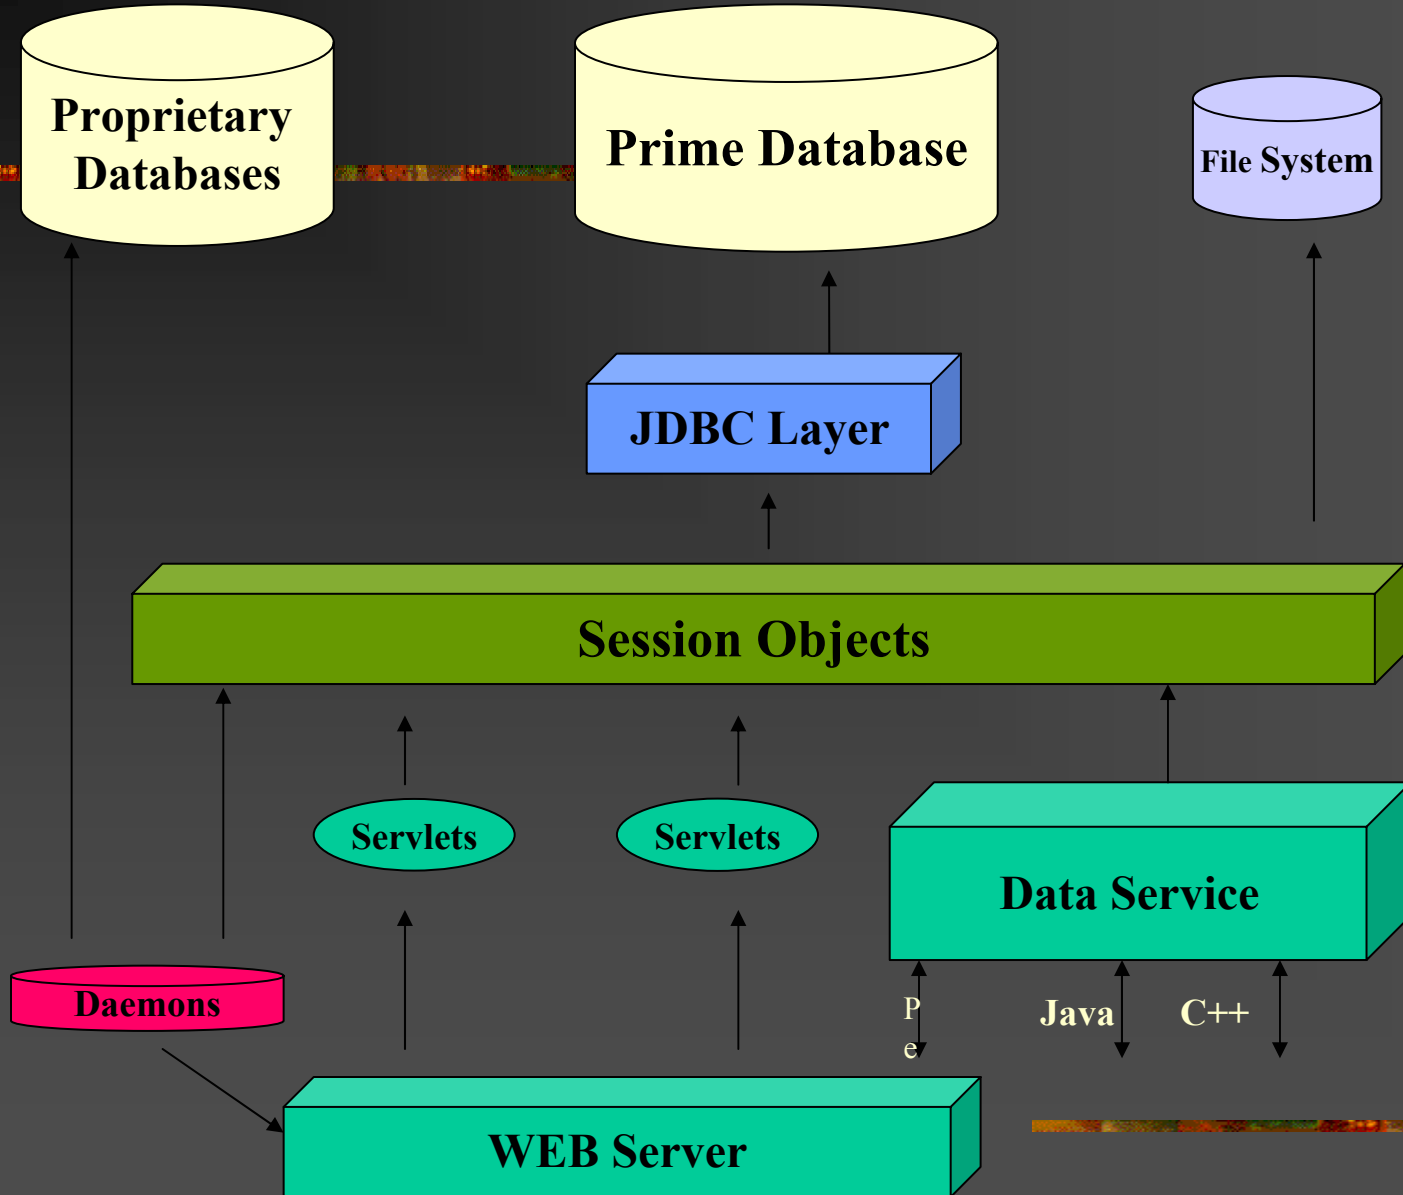 Proprietary
Databases
Prime Database
File System
JDBC Layer
Session Objects
Servlets
Servlets
Data Service
Daemons
P
e
Java
C++
WEB Server